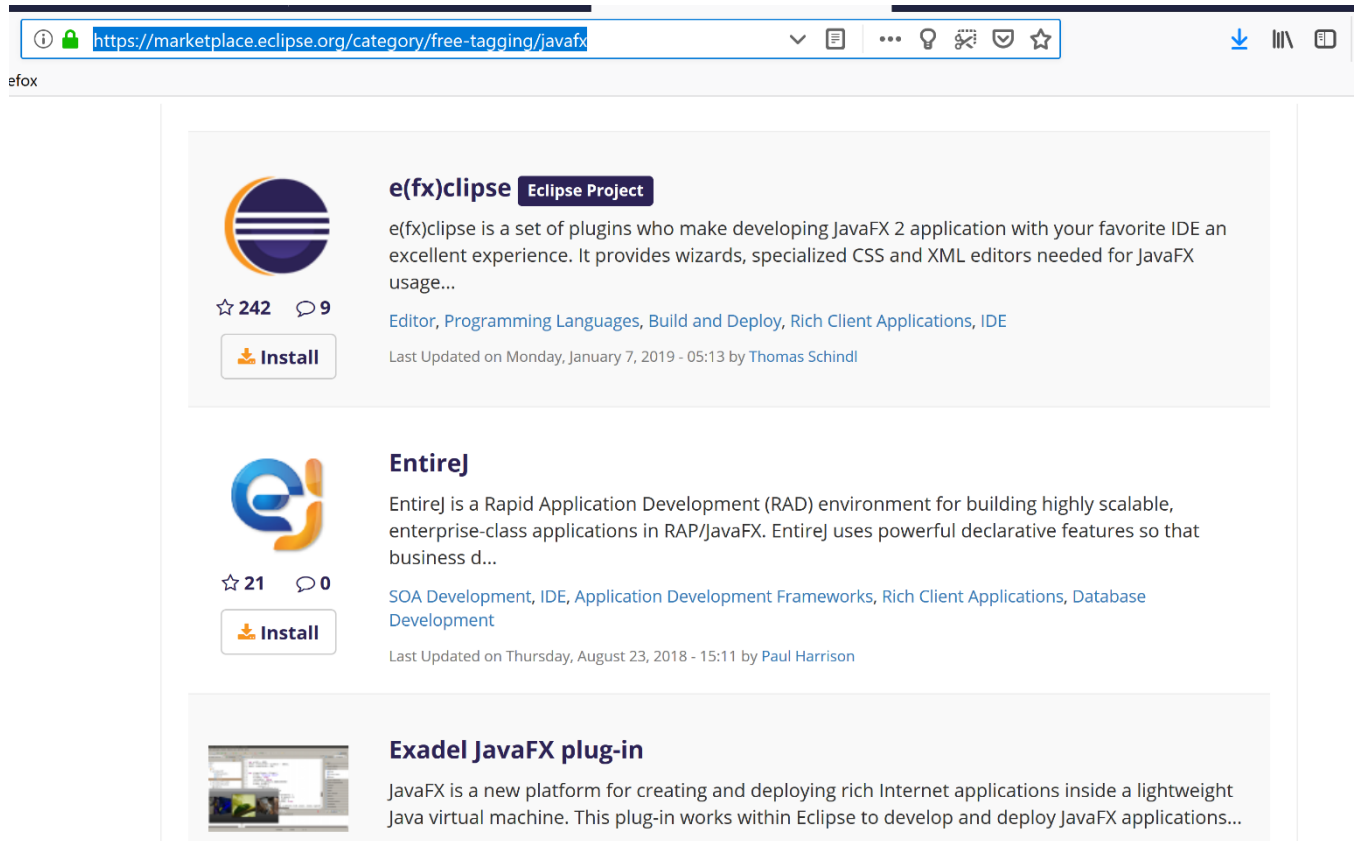 https://marketplace.eclipse.org/category/free-tagging/javafx
efox
e(fx)clipse Eclipse Project
e(fx)clipse is a set of plugins who make developing JavaFX 2 application with your favorite IDE an
excellent experience. It provides wizards, specialized CSS and XML editors needed for JavaFX
usage...
242 9
Editor, Programming Languages, Build and Deploy, Rich Client Applications, IDE
Install
Last Updated on Monday, January 7, 2019 - 05:13 by Thomas Schindl
EntireJ
EntireJ is a Rapid Application Development (RAD) environment for building highly scalable,
enterprise-class applications in RAP/JavaFX. EntireJ uses powerful declarative features so that
business d...
21 0
SOA Development, IDE, Application Development Frameworks, Rich Client Applications, Database
Development
Install
Last Updated on Thursday, August 23, 2018 - 15:11 by Paul Harrison
Exadel JavaFX plug-in
JavaFX is a new platform for creating and deploying rich Internet applications inside a lightweight
Java virtual machine. This plug-in works within Eclipse to develop and deploy JavaFX applications...